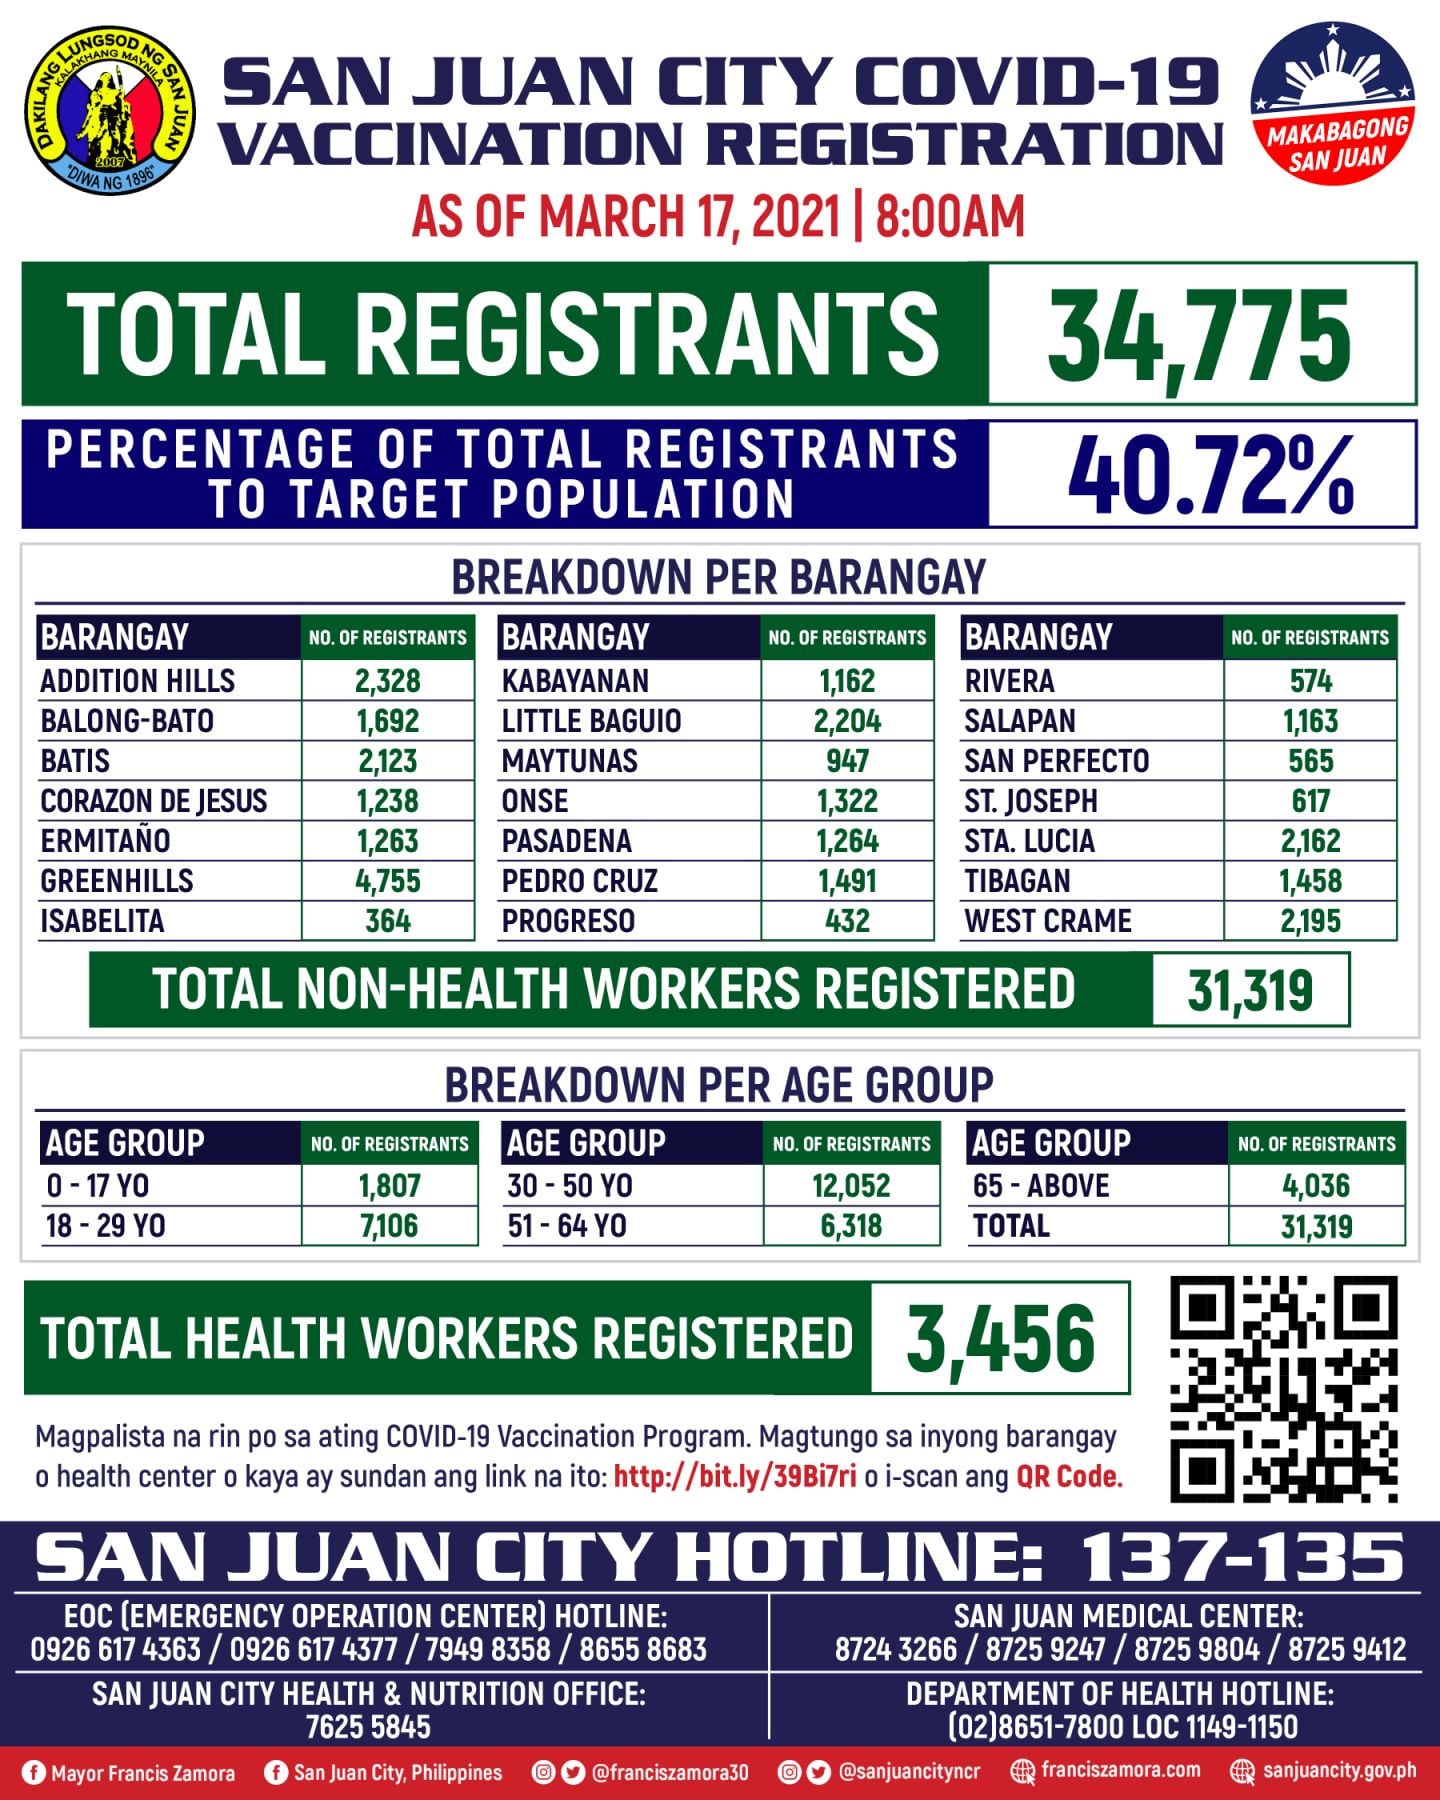 DAKILANG LUNGSOD NG SAN JUAN
KALAKHANG MAYNILA
2007
"DIWA NG 1896"
SAN JUAN CITY COVID-19
VACCINATION REGISTRATION
MAKABAGONG
SAN JUAN
AS OF MARCH 17, 2021 | 8:00AM
TOTAL REGISTRANTS 34,775
PERCENTAGE OF TOTAL REGISTRANTS
TO TARGET POPULATION
40.72%
BREAKDOWN PER BARANGAY
BARANGAY NO. OF REGISTRANTS BARANGAY NO. OF REGISTRANTS BARANGAY NO. OF REGISTRANTS
ADDITION HILLS 2,328 KABAYANAN 1,162 RIVERA 574
BALONG-BATO 1,692 LITTLE BAGUIO 2,204 SALAPAN 1,163
BATIS 2,123 MAYTUNAS 947 SAN PERFECTO 565
CORAZON DE JESUS 1,238 ONSE 1,322 ST. JOSEPH 617
ERMITAÑO 1,263 PASADENA 1,264 STA. LUCIA 2,162
GREENHILLS 4,755 PEDRO CRUZ 1,491 TIBAGAN 1,458
ISABELITA 364 PROGRESO 432 WEST CRAME 2,195
TOTAL NON-HEALTH WORKERS REGISTERED 31,319
BREAKDOWN PER AGE GROUP
AGE GROUP NO. OF REGISTRANTS AGE GROUP NO. OF REGISTRANTS AGE GROUP NO. OF REGISTRANTS
0 - 17 YO 1,807 30 - 50 YO 12,052 65 - ABOVE 4,036
18 - 29 YO 7,106 51 - 64 YO 6,318 TOTAL 31,319
TOTAL HEALTH WORKERS REGISTERED 3,456
Magpalista na rin po sa ating COVID-19 Vaccination Program. Magtungo sa inyong barangay
o health center o kaya ay sundan ang link na ito: http://bit.ly/39Bi7ri o i-scan ang QR Code.
SAN JUAN CITY HOTLINE: 137-135
EOC (EMERGENCY OPERATION CENTER) HOTLINE:
0926 617 4363 / 0926 617 4377 / 7949 8358 / 8655 8683
SAN JUAN MEDICAL CENTER:
8724 3266 / 8725 9247 / 8725 9804 / 8725 9412
SAN JUAN CITY HEALTH & NUTRITION OFFICE:
7625 5845
DEPARTMENT OF HEALTH HOTLINE:
(02)8651-7800 LOC 1149-1150
Mayor Francis Zamora San Juan City, Philippines @franciszamora30 @sanjuancityncr franciszamora.com sanjuancity.gov.ph